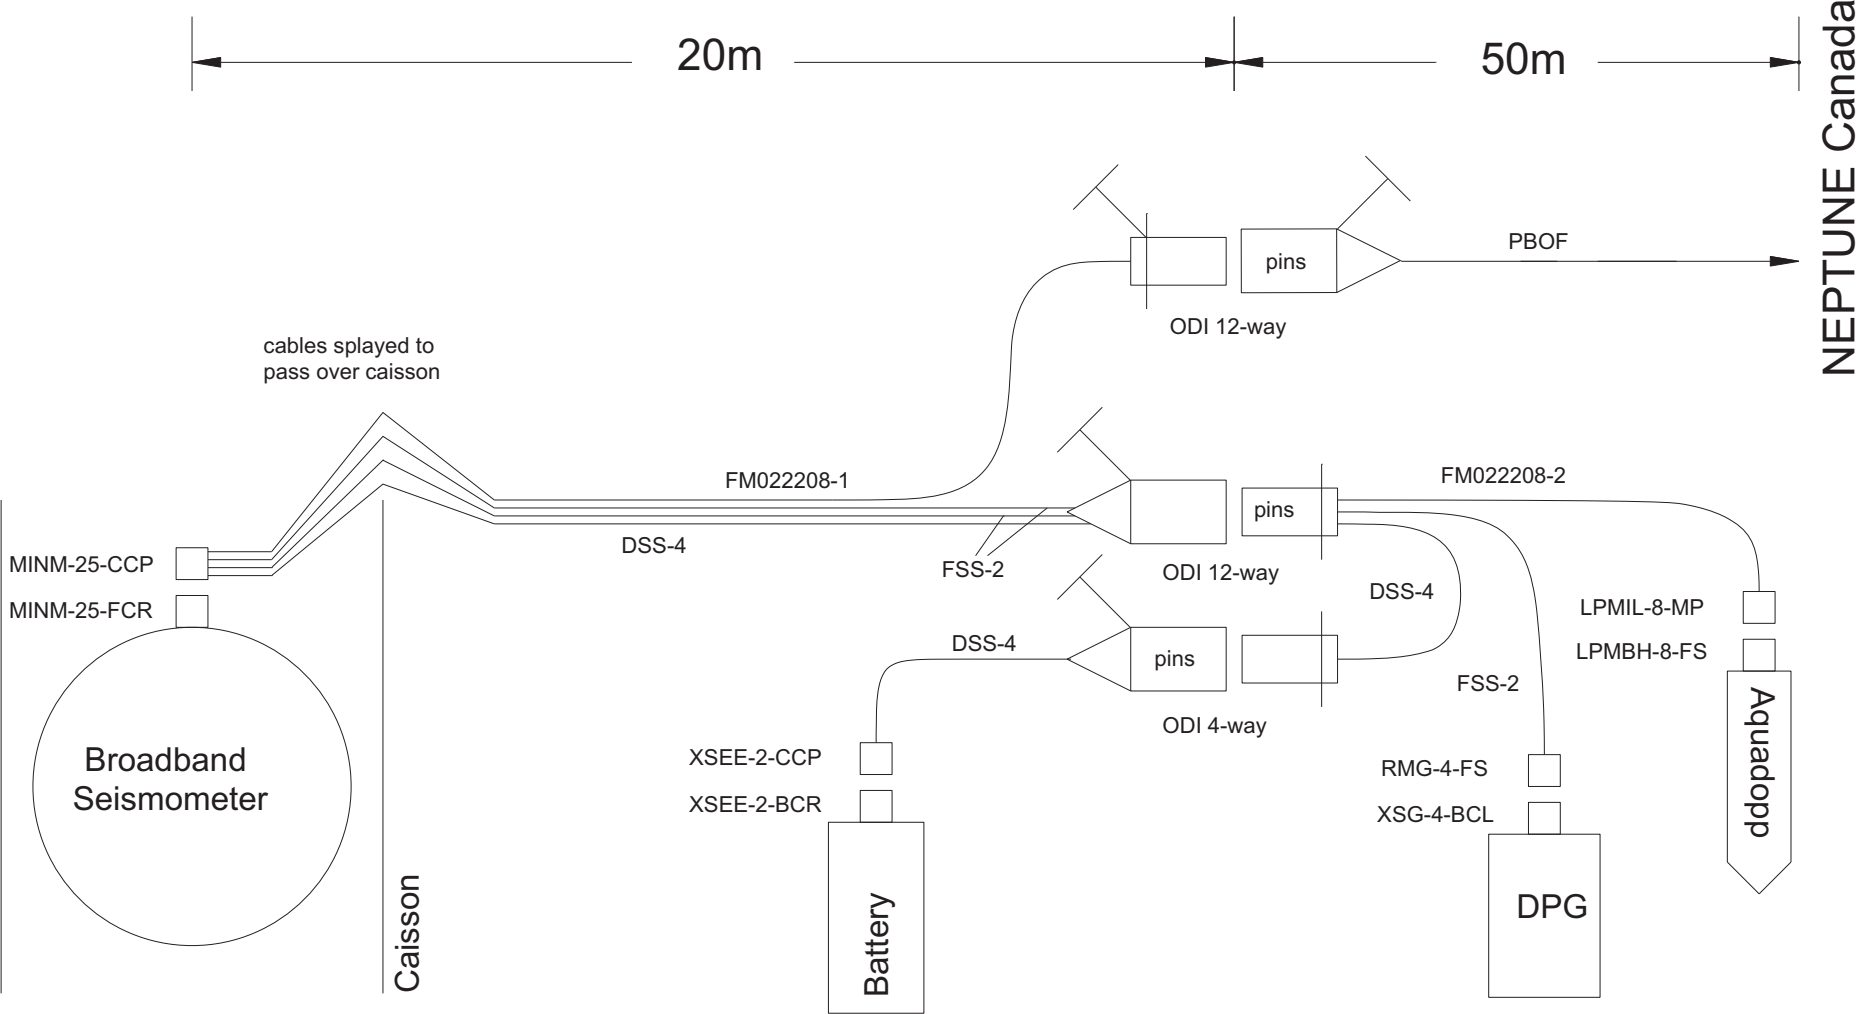 20m
50m
NEPTUNE Canada
PBOF
pins
ODI 12-way
cables splayed to
pass over caisson
FM022208-1
FM022208-2
pins
DSS-4
FSS-2
ODI 12-way
MINM-25-CCP
MINM-25-FCR
DSS-4
LPMIL-8-MP
LPMBH-8-FS
DSS-4
pins
FSS-2
ODI 4-way
Broadband
Seismometer
XSEE-2-CCP
XSEE-2-BCR
RMG-4-FS
XSG-4-BCL
Aquadopp
Caisson
Battery
DPG